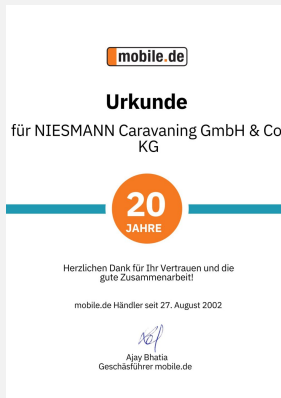 mobile.de
Urkunde
für NIESMANN Caravaning GmbH & Co
KG
20
JAHRE
Herzlichen Dank für Ihr Vertrauen und die
gute Zusammenarbeit!
mobile.de Händler seit 27. August 2002
Ajay Bhatia
Geschäsführer mobile.de